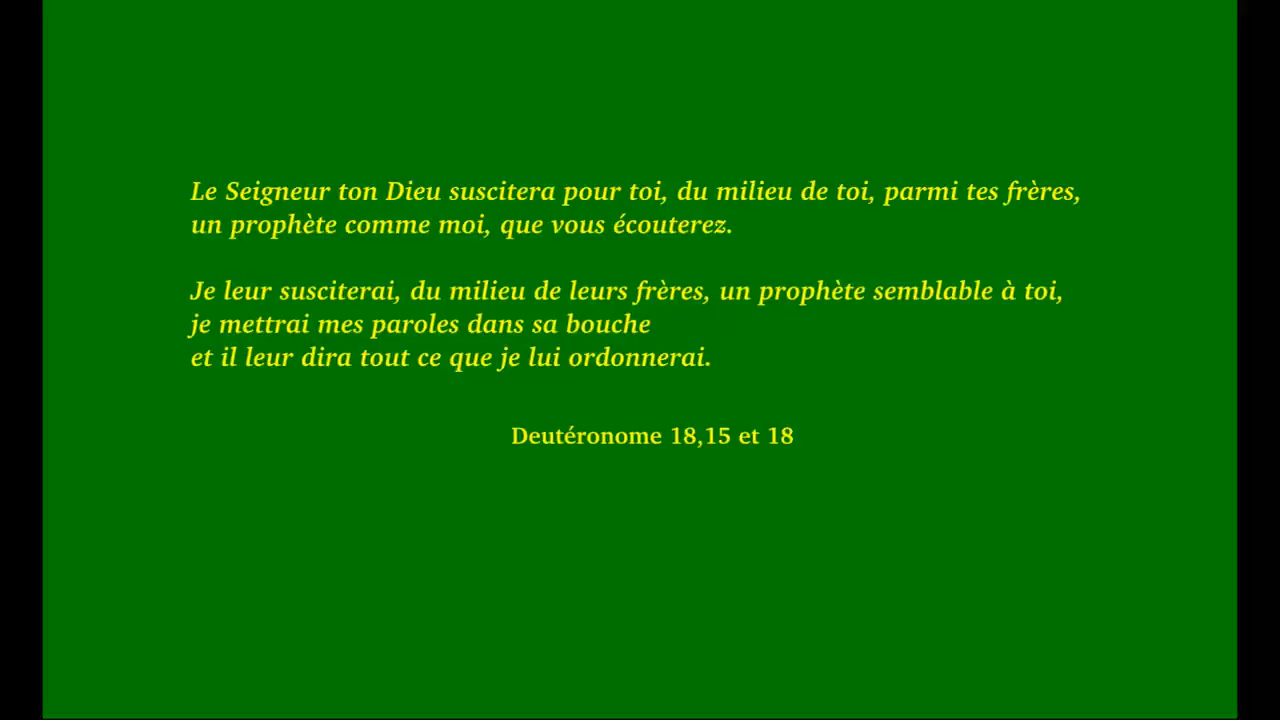 Le Seigneur ton Dieu suscitera pour toi, du milieu de toi, parmi tes frères,
un prophète comme moi, que vous écouterez.
Je leur susciterai, du milieu de leurs frères, un prophète semblable à toi,
je mettrai mes paroles dans sa bouche
et il leur dira tout ce que je lui ordonnerai.
Deutéronome 18,15 et 18